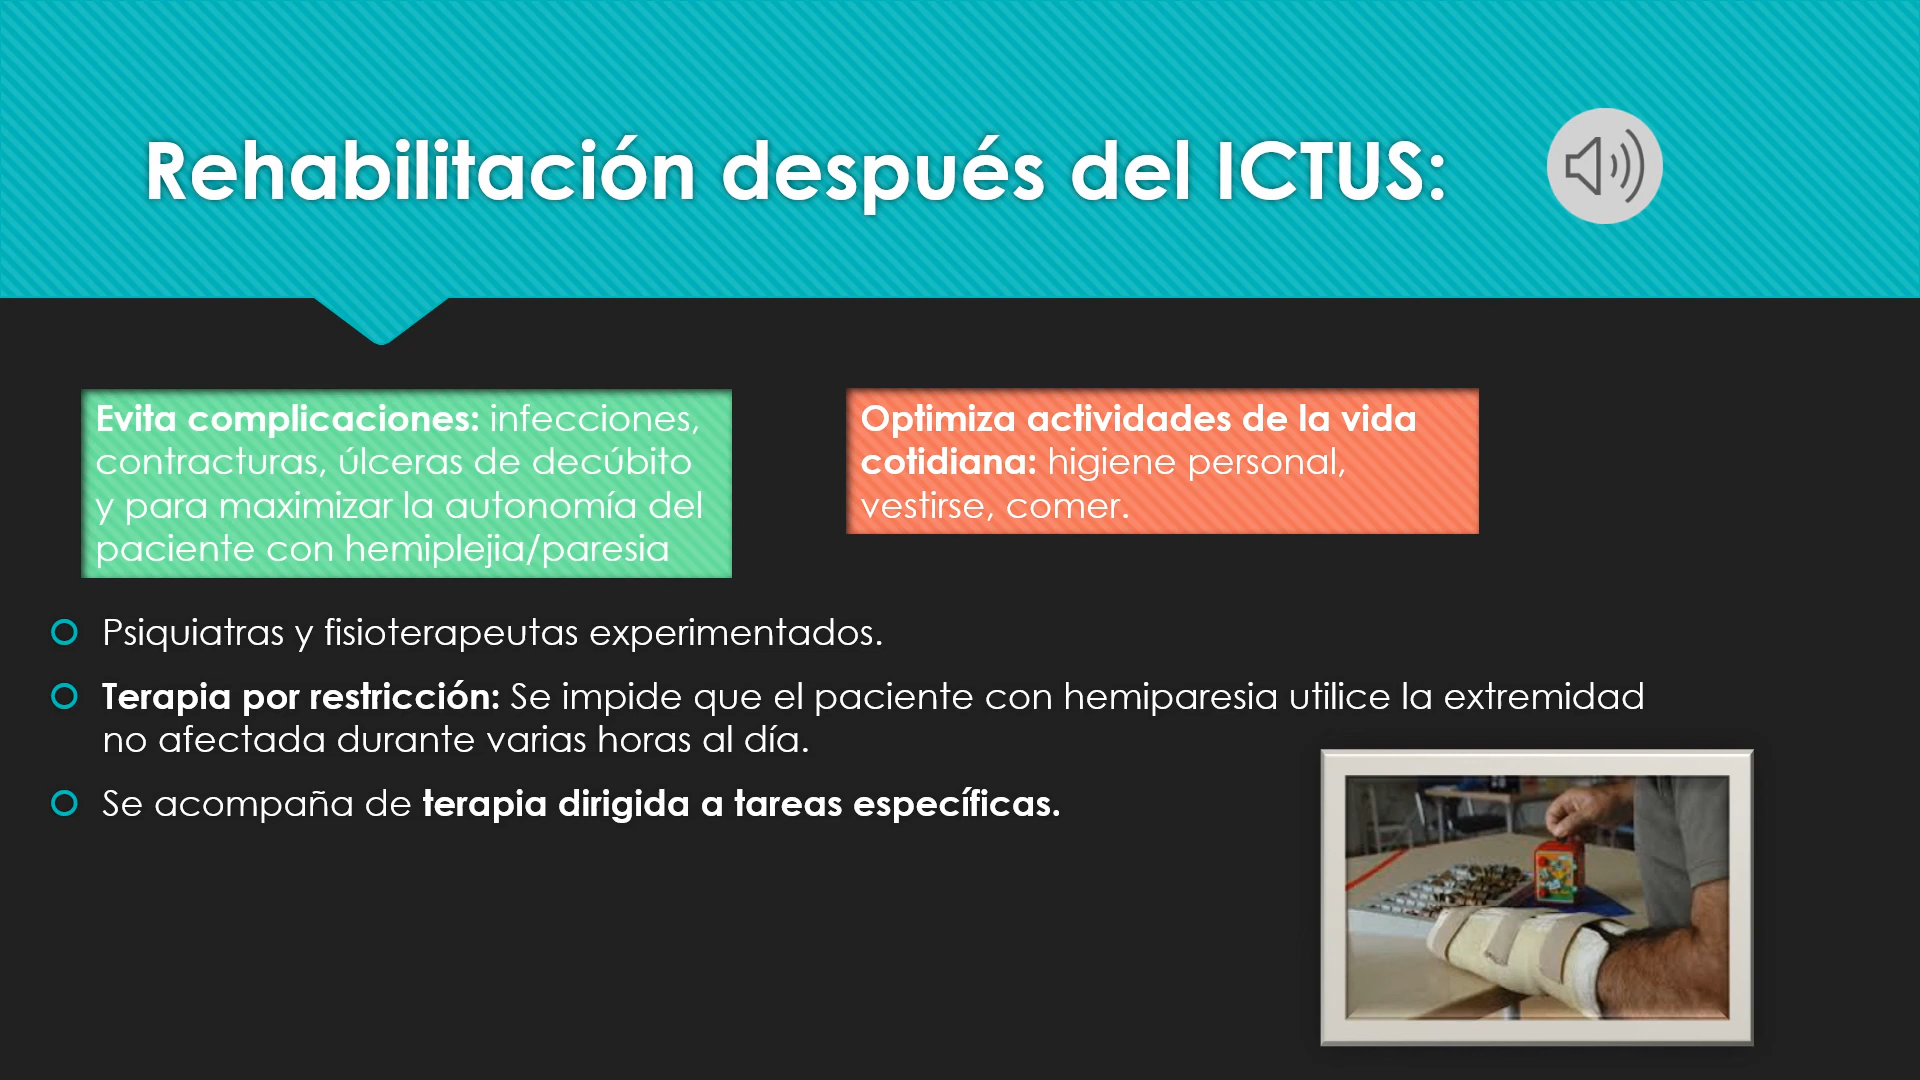 Rehabilitación después del ICTUS:
Evita complicaciones: infecciones,
contracturas, úlceras de decúbito
y para maximizar la autonomía del
paciente con hemiplejia/paresia
Optimiza actividades de la vida
cotidiana: higiene personal,
vestirse, comer.
Psiquiatras y fisioterapeutas experimentados.
Terapia por restricción: Se impide que el paciente con hemiparesia utilice la extremidad
no afectada durante varias horas al día.
Se acompaña de terapia dirigida a tareas específicas.